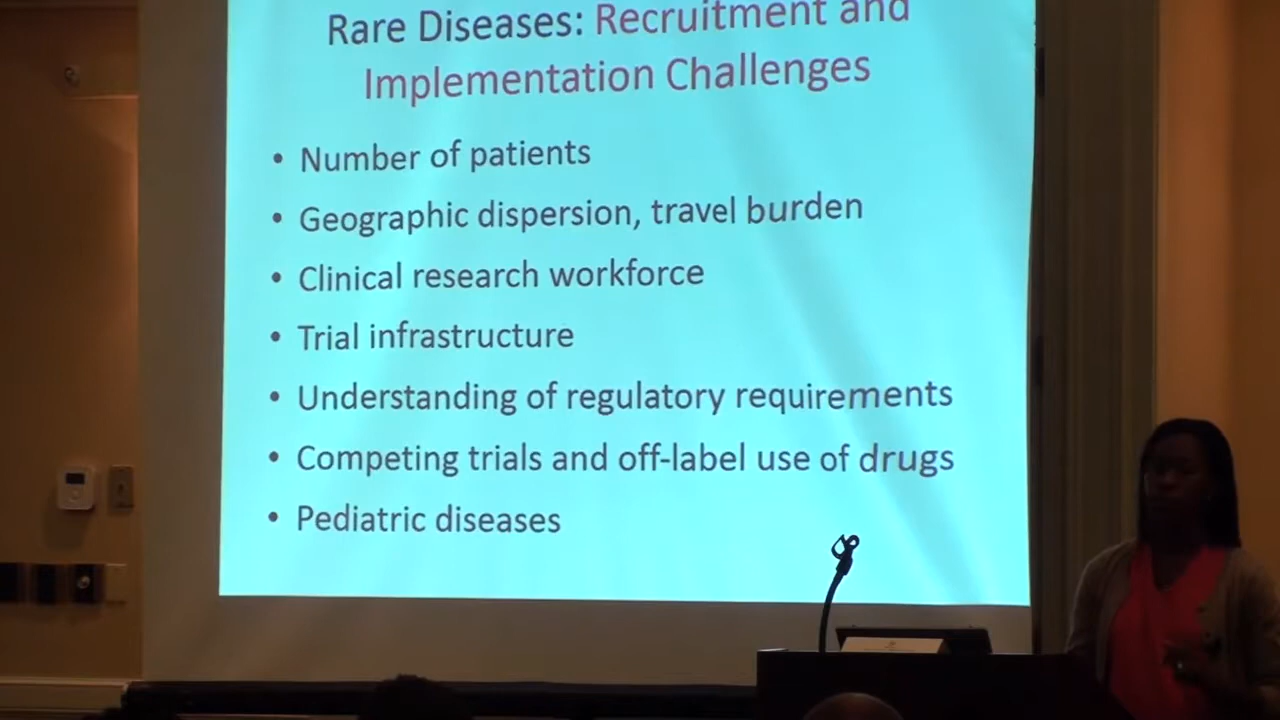 Rare Diseases: Recruitment and
Implementation Challenges
• Number of patients
• Geographic dispersion, travel burden
• Clinical research workforce
• Trial infrastructure
• Understanding of regulatory requirements
• Competing trials and off-label use of drugs
• Pediatric diseases